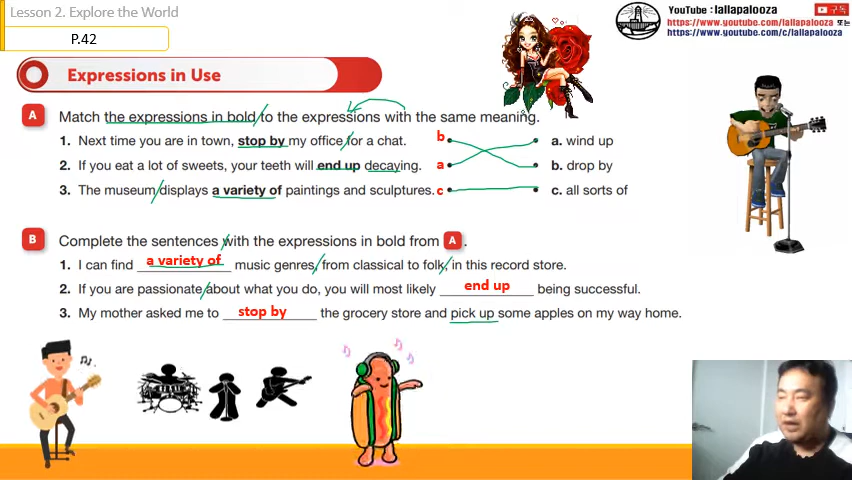 Lesson 2. Explore the World
P.42
YouTube : lallapalooza 구독
https://www.youtube.com/lallapalooza 또는
https://www.youtube.com/c/lallapalooza
Expressions in Use
A Match the expressions in bold to the expressions with the same meaning.
1. Next time you are in town, stop by my office for a chat. b a. wind up
2. If you eat a lot of sweets, your teeth will end up decaying. a b. drop by
3. The museum displays a variety of paintings and sculptures. c c. all sorts of
B Complete the sentences with the expressions in bold from A.
1. I can find a variety of music genres, from classical to folk, in this record store.
2. If you are passionate about what you do, you will most likely end up being successful.
3. My mother asked me to stop by the grocery store and pick up some apples on my way home.